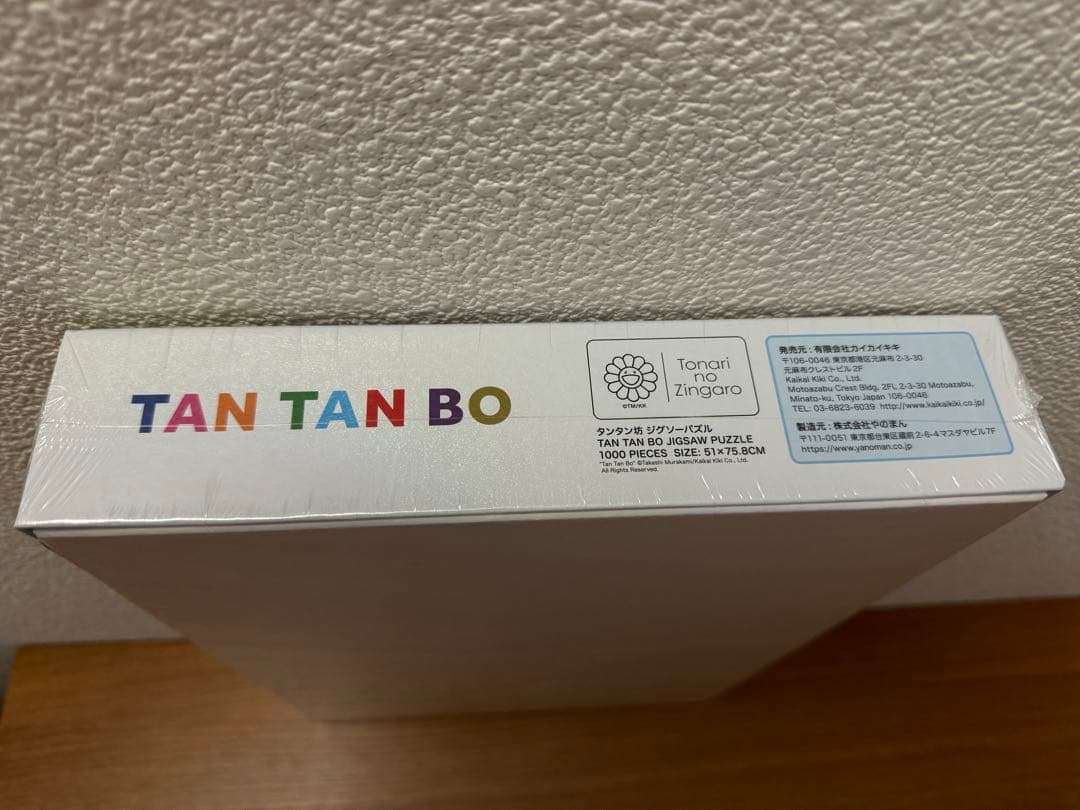 TAN TAN BO
Tonari
no
Zingaro
©TM/KK
タンタン坊 ジグソーパズル
TAN TAN BO JIGSAW PUZZLE
1000 PIECES SIZE: 51×75.8CM
"Tan Tan Bo" ©Takashi Murakami/Kaikai Kiki Co., Ltd.
All Rights Reserved.
発売元 : 有限会社カイカイキキ
〒106-0046 東京都港区元麻布 2-3-30
元麻布クレストビル 2F
Kaikai Kiki Co., Ltd.
Motoazabu Crest Bldg, 2FL 2-3-30 Motoazabu,
Minato-ku, Tokyo Japan 106-0046
TEL: 03-6823-6039 http://www.kaikaikiki.co.jp/
製造元 : 株式会社やのまん
〒111-0051 東京都台東区蔵前 2-6-4 マスダヤビル7F
https://www.yanoman.co.jp